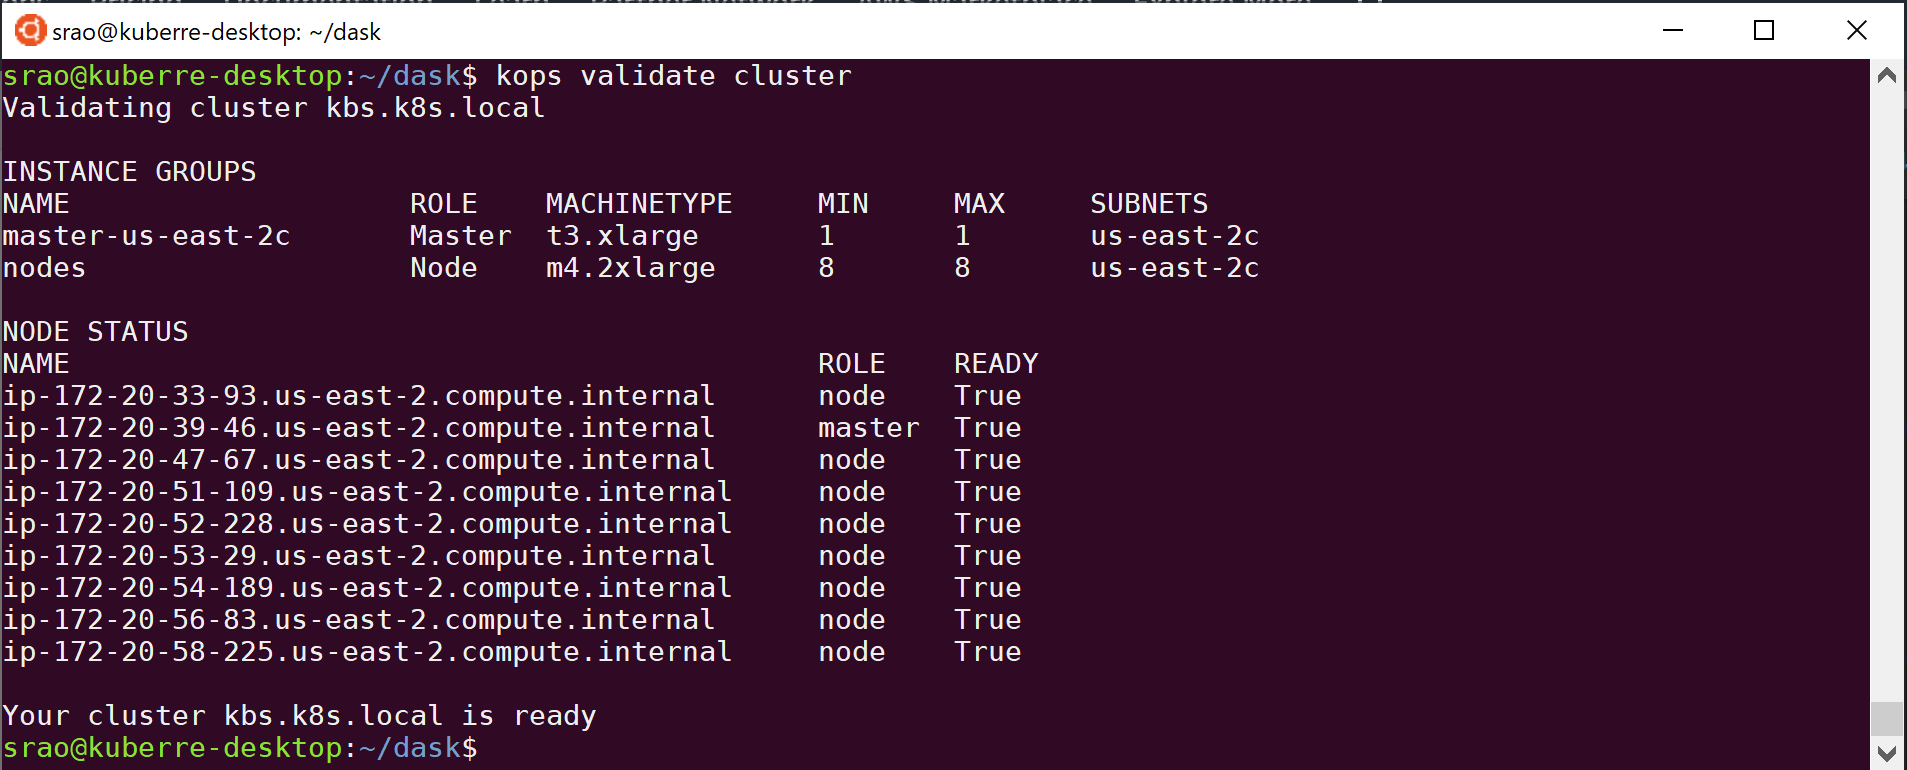 srao@kuberre-desktop: ~/dask
srao@kuberre-desktop:~/dask$ kops validate cluster
Validating cluster kbs.k8s.local
INSTANCE GROUPS
NAME ROLE MACHINETYPE MIN MAX SUBNETS
master-us-east-2c Master t3.xlarge 1 1 us-east-2c
nodes Node m4.2xlarge 8 8 us-east-2c
NODE STATUS
NAME ROLE READY
ip-172-20-33-93.us-east-2.compute.internal node True
ip-172-20-39-46.us-east-2.compute.internal master True
ip-172-20-47-67.us-east-2.compute.internal node True
ip-172-20-51-109.us-east-2.compute.internal node True
ip-172-20-52-228.us-east-2.compute.internal node True
ip-172-20-53-29.us-east-2.compute.internal node True
ip-172-20-54-189.us-east-2.compute.internal node True
ip-172-20-56-83.us-east-2.compute.internal node True
ip-172-20-58-225.us-east-2.compute.internal node True
Your cluster kbs.k8s.local is ready
srao@kuberre-desktop:~/dask$